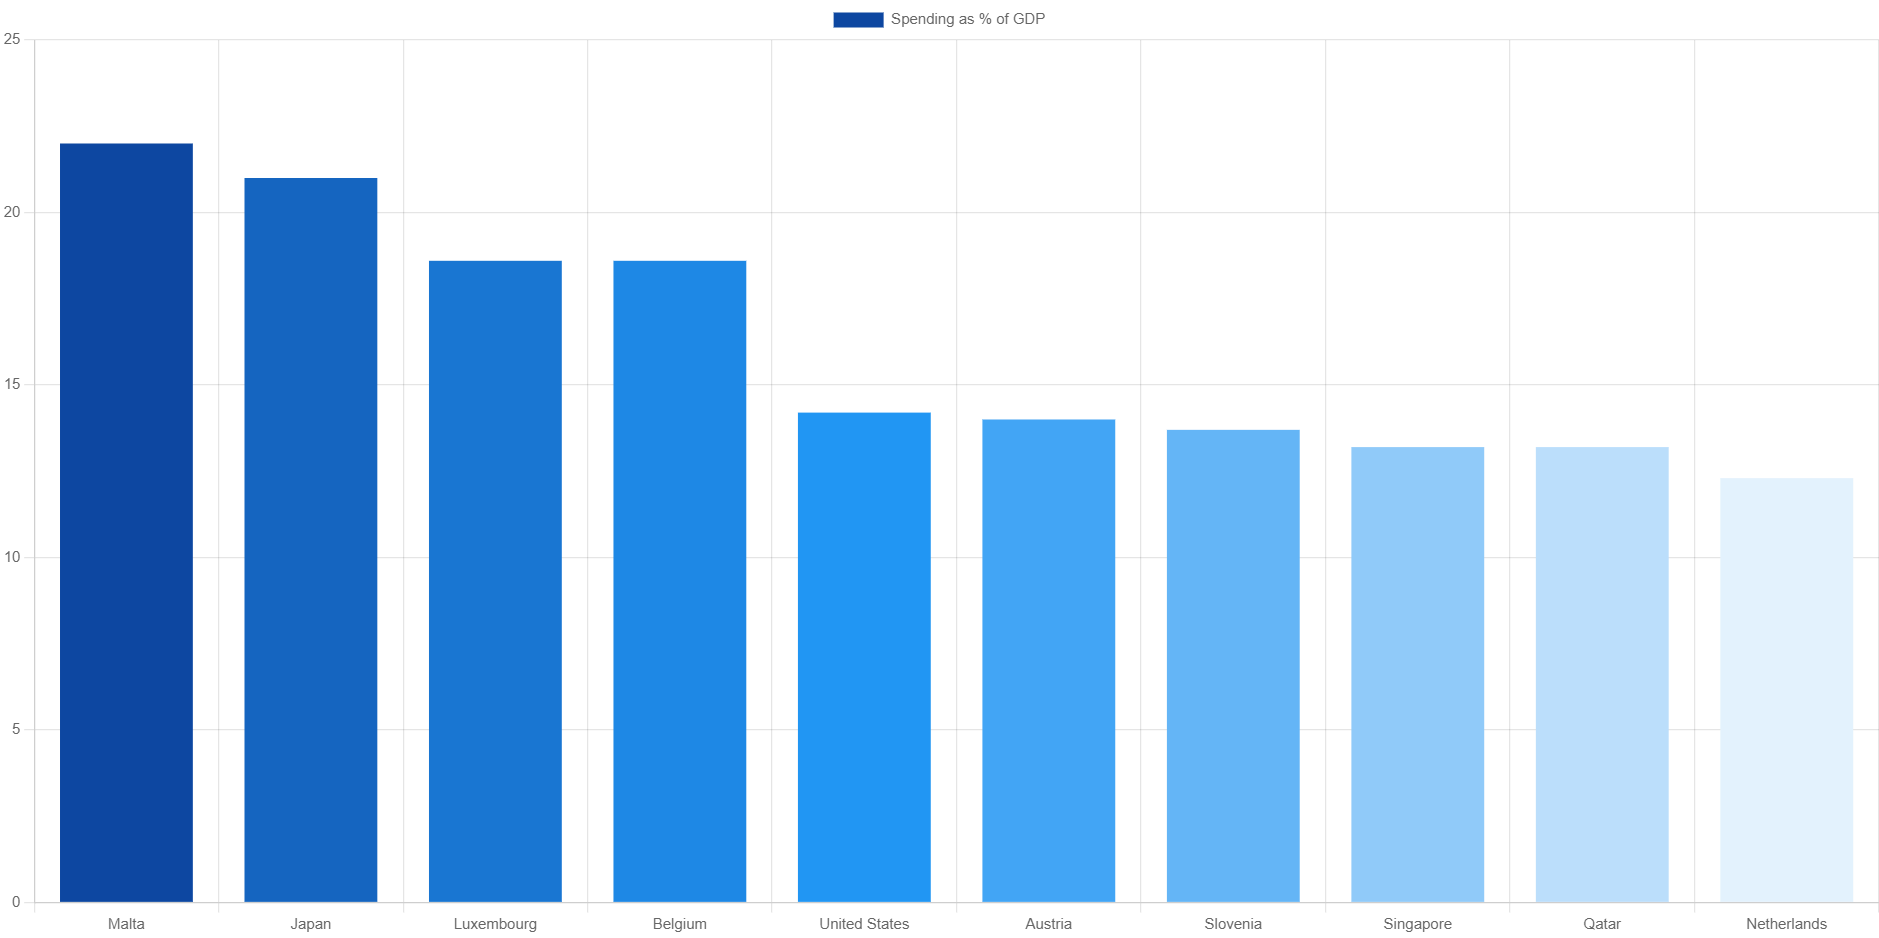 Spending as % of GDP
25
20
15
10
5
0
Malta
Japan
Luxembourg
Belgium
United States
Austria
Slovenia
Singapore
Qatar
Netherlands